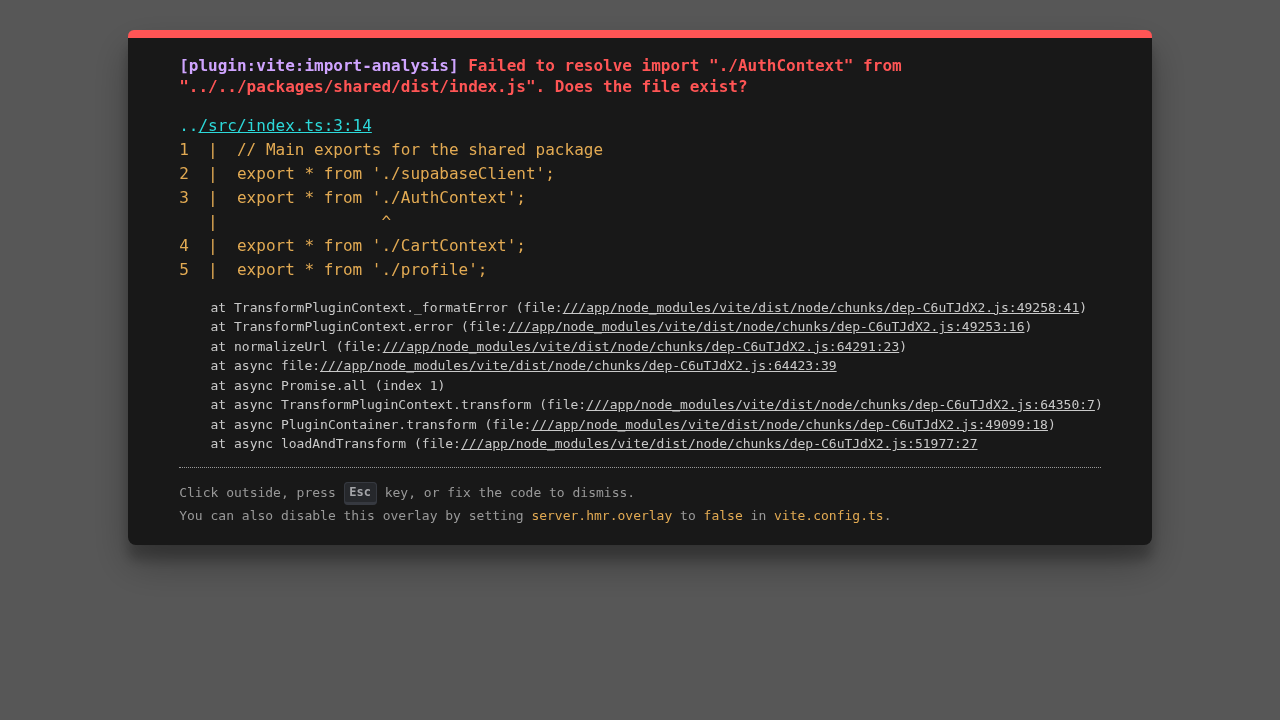 [plugin:vite:import-analysis] Failed to resolve import "./AuthContext" from
"../../packages/shared/dist/index.js". Does the file exist?
../src/index.ts:3:14
1  |  // Main exports for the shared package
2  |  export * from './supabaseClient';
3  |  export * from './AuthContext';
   |                 ^
4  |  export * from './CartContext';
5  |  export * from './profile';
    at TransformPluginContext._formatError (file:///app/node_modules/vite/dist/node/chunks/dep-C6uTJdX2.js:49258:41)
    at TransformPluginContext.error (file:///app/node_modules/vite/dist/node/chunks/dep-C6uTJdX2.js:49253:16)
    at normalizeUrl (file:///app/node_modules/vite/dist/node/chunks/dep-C6uTJdX2.js:64291:23)
    at async file:///app/node_modules/vite/dist/node/chunks/dep-C6uTJdX2.js:64423:39
    at async Promise.all (index 1)
    at async TransformPluginContext.transform (file:///app/node_modules/vite/dist/node/chunks/dep-C6uTJdX2.js:64350:7)
    at async PluginContainer.transform (file:///app/node_modules/vite/dist/node/chunks/dep-C6uTJdX2.js:49099:18)
    at async loadAndTransform (file:///app/node_modules/vite/dist/node/chunks/dep-C6uTJdX2.js:51977:27
Click outside, press Esc key, or fix the code to dismiss.
You can also disable this overlay by setting server.hmr.overlay to false in vite.config.ts.